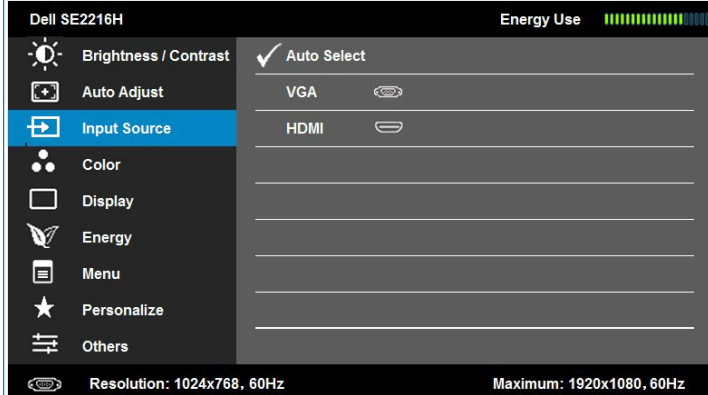 Dell SE2216H Energy Use
Brightness / Contrast Auto Select
Auto Adjust VGA
Input Source HDMI
Color
Display
Energy
Menu
Personalize
Others
Resolution: 1024x768, 60Hz Maximum: 1920x1080, 60Hz